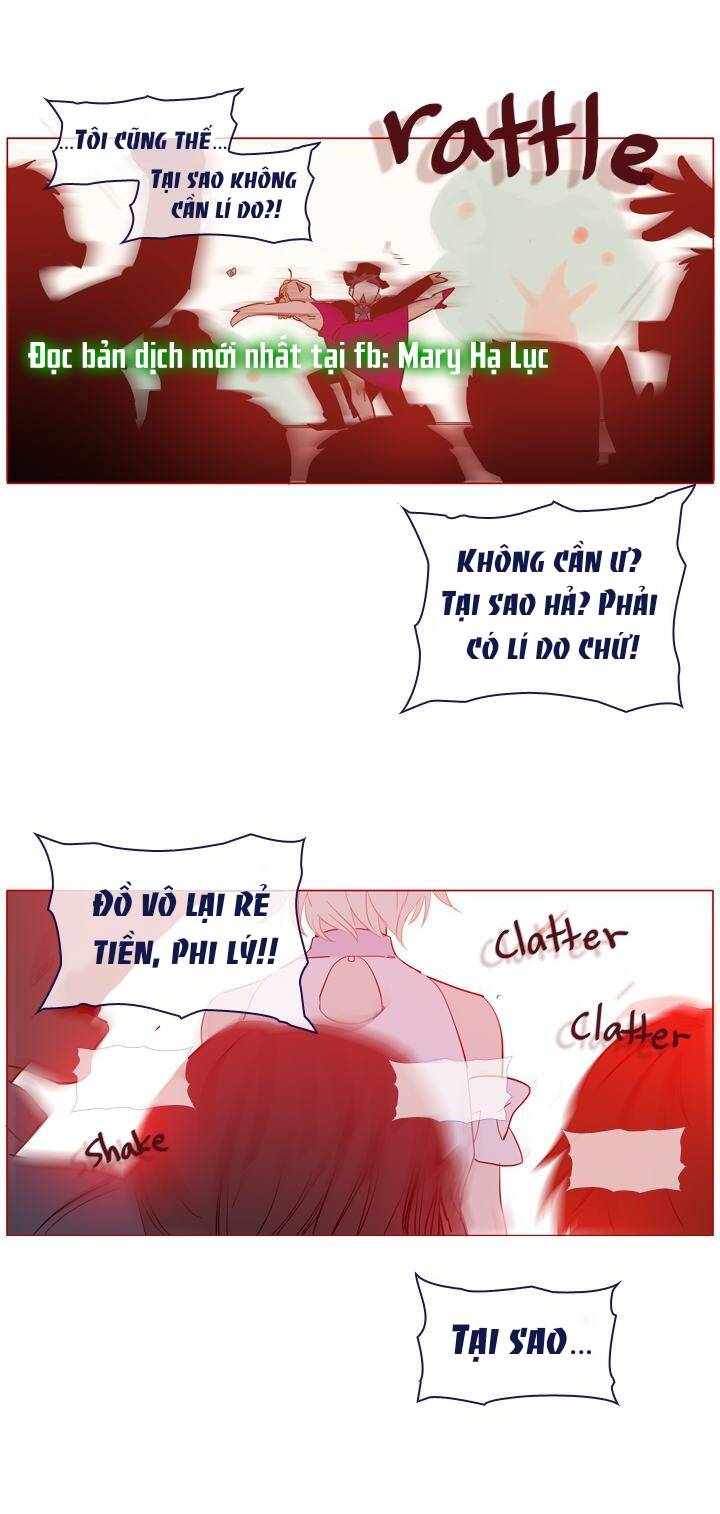 rattle
...TÔI CŨNG THẾ...
TẠI SAO KHÔNG
CẦN LÍ DO?!
Đọc bản dịch mới nhất tại fb: Mary Hạ Lục
KHÔNG CẦN Ư?
TẠI SAO HẢ? PHẢI
CÓ LÍ DO CHỨ!
ĐỒ VÔ LẠI RẺ
TIỀN, PHI LÝ!!
Clatter
Clatter
Shake
TẠI SAO...